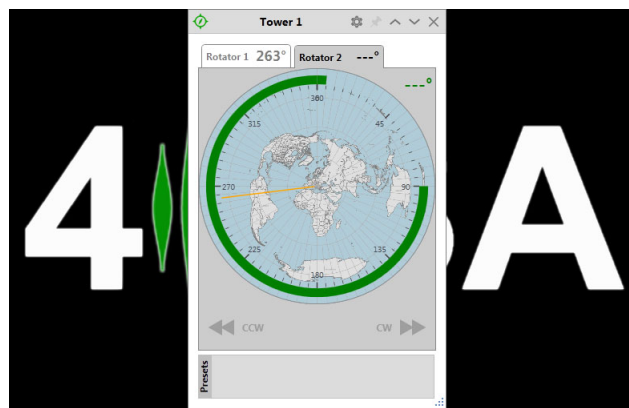 Tower 1
Rotator 1 263°
Rotator 2 ---°
---°
360
315
45
270
90
225
135
180
CCW
CW
Presets
4
A